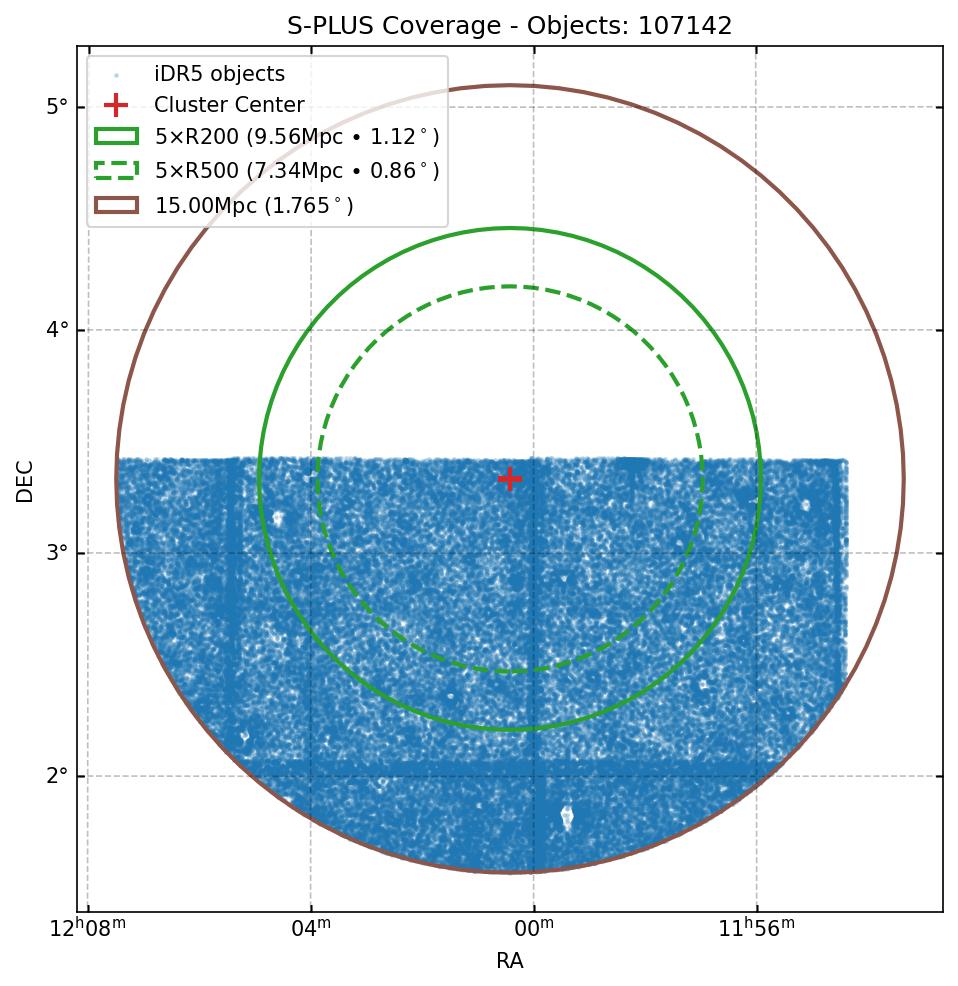 S-PLUS Coverage - Objects: 107142
iDR5 objects
Cluster Center
5×R200 (9.56Mpc • 1.12°)
5×R500 (7.34Mpc • 0.86°)
15.00Mpc (1.765°)
5°
4°
3°
2°
DEC
12ʰ08ᵐ 04ᵐ 00ᵐ 11ʰ56ᵐ
RA